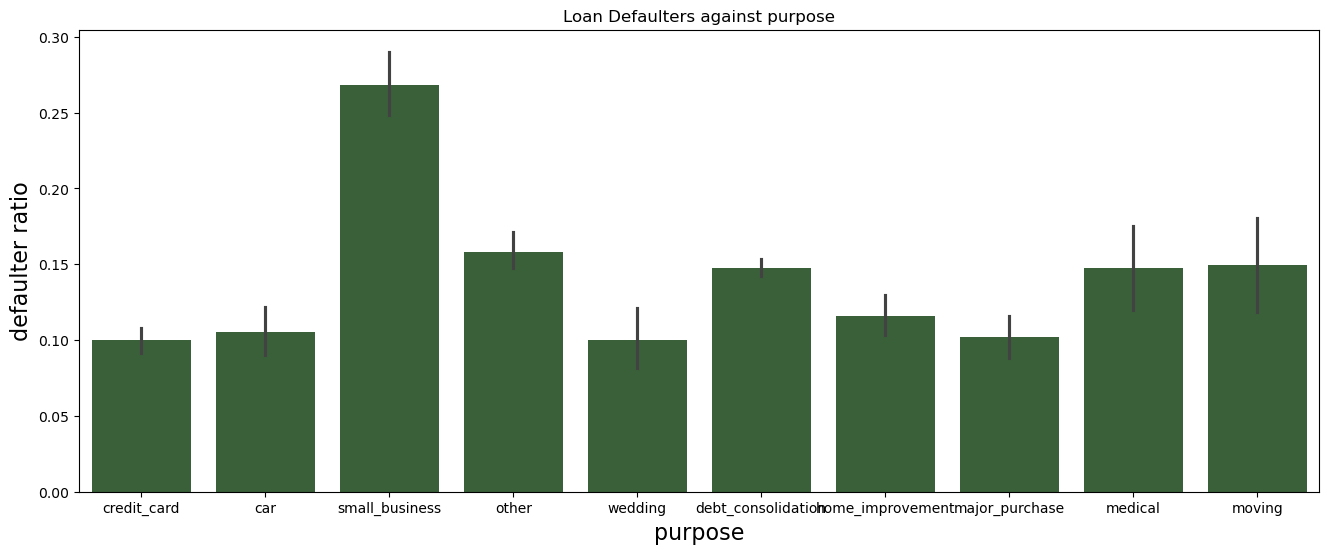 Loan Defaulters against purpose
0.30
0.25
0.20
0.15
0.10
0.05
0.00
defaulter ratio
credit_card car small_business other wedding debt_consolidation home_improvement major_purchase medical moving
purpose